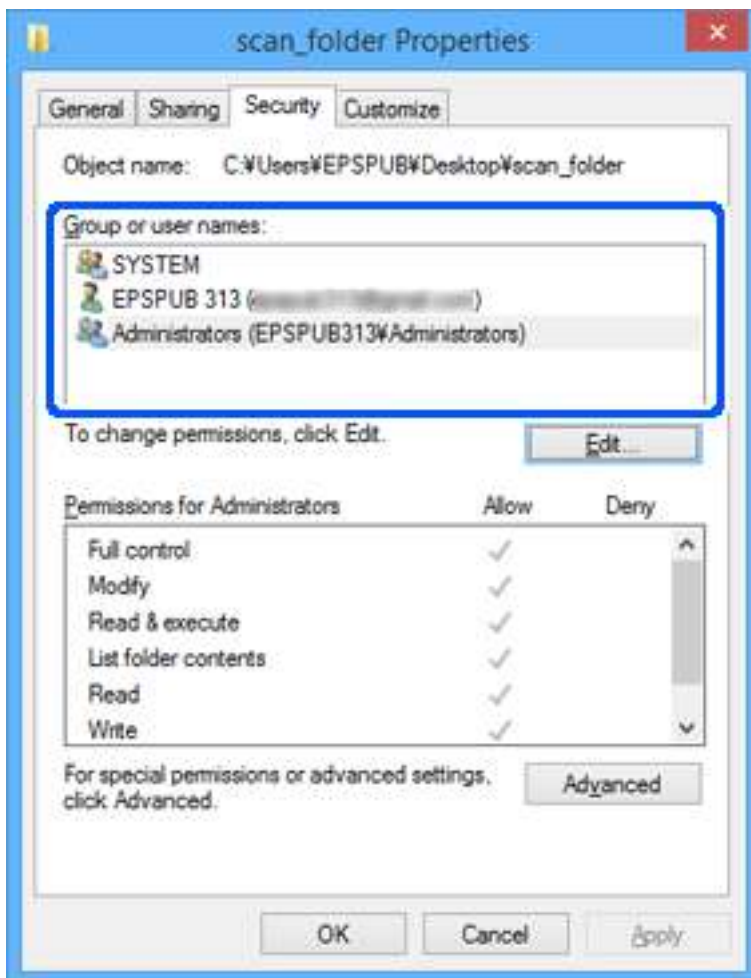 scan_folder Properties
General Sharing Security Customize
Object name: C:¥Users¥EPSPUB¥Desktop¥scan_folder
Group or user names:
SYSTEM
EPSPUB 313 ( )
Administrators (EPSPUB313¥Administrators)
To change permissions, click Edit.
Edit...
Permissions for Administrators Allow Deny
Full control
Modify
Read & execute
List folder contents
Read
Write
For special permissions or advanced settings,
click Advanced.
Advanced
OK Cancel Apply